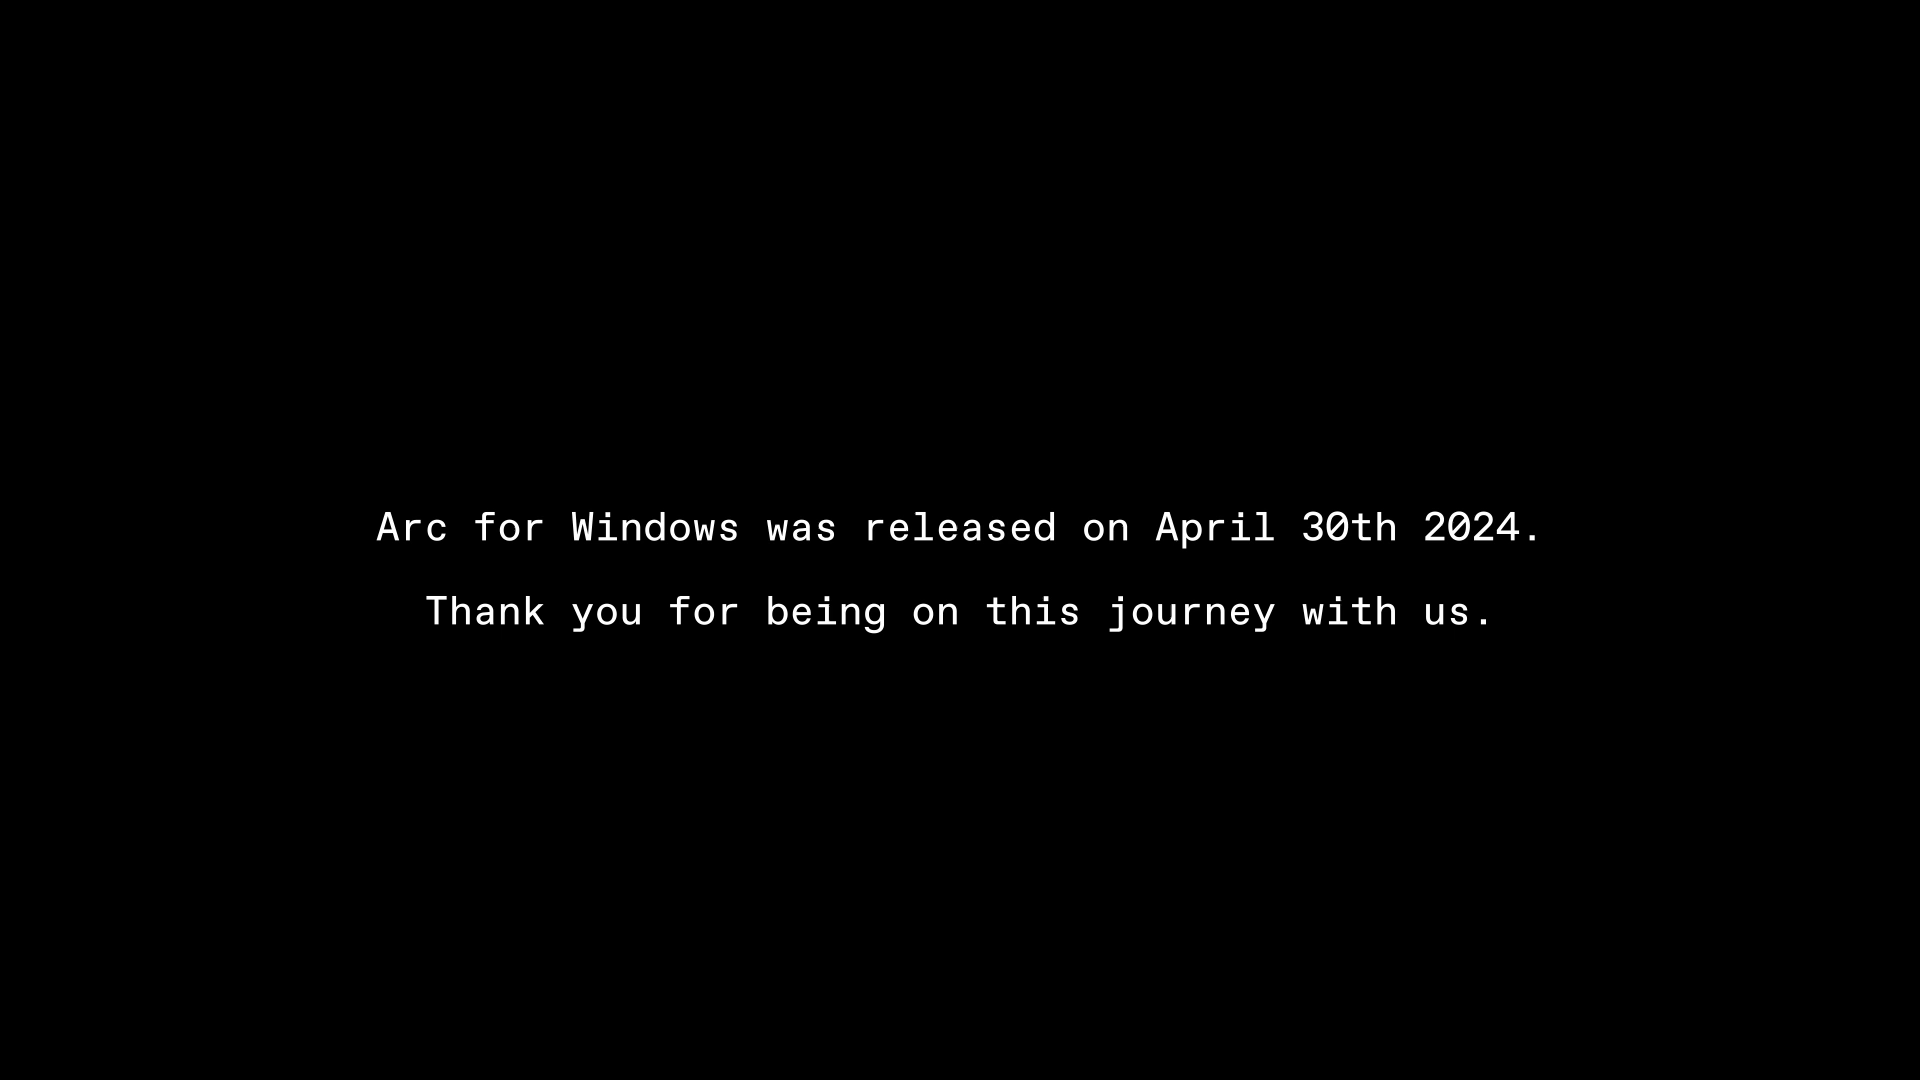 Arc for Windows was released on April 30th 2024.
Thank you for being on this journey with us.